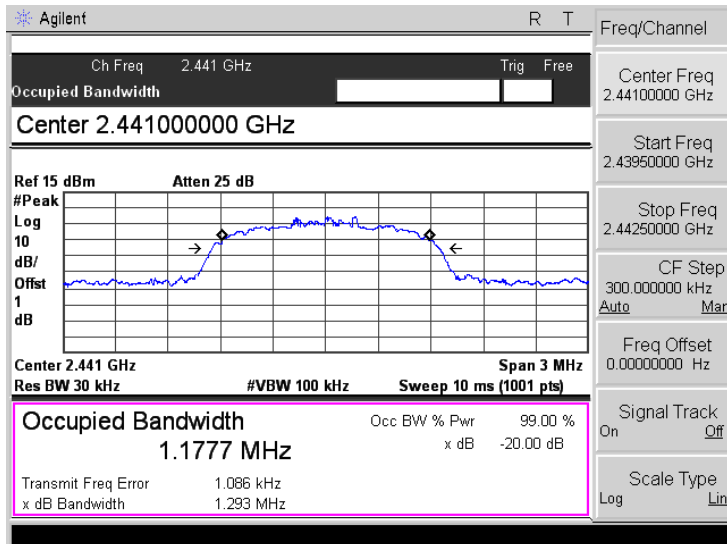 Agilent R T
Ch Freq 2.441 GHz Trig Free
Occupied Bandwidth
Center 2.441000000 GHz
Ref 15 dBm Atten 25 dB
#Peak
Log
10
dB/
Offst
1
dB
Center 2.441 GHz Span 3 MHz
Res BW 30 kHz #VBW 100 kHz Sweep 10 ms (1001 pts)
Occupied Bandwidth Occ BW % Pwr 99.00 %
1.1777 MHz x dB -20.00 dB
Transmit Freq Error 1.086 kHz
x dB Bandwidth 1.293 MHz
Freq/Channel
Center Freq
2.44100000 GHz
Start Freq
2.43950000 GHz
Stop Freq
2.44250000 GHz
CF Step
300.000000 kHz
Auto Mar
Freq Offset
0.00000000 Hz
Signal Track
On Off
Scale Type
Log Lin